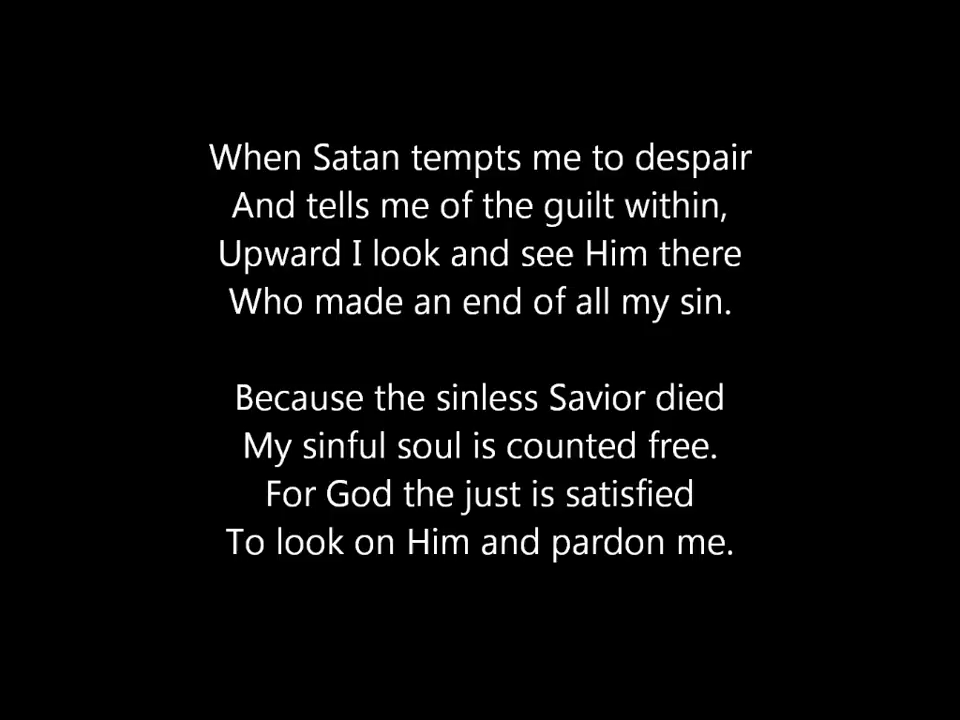 When Satan tempts me to despair
And tells me of the guilt within,
Upward I look and see Him there
Who made an end of all my sin.
Because the sinless Savior died
My sinful soul is counted free.
For God the just is satisfied
To look on Him and pardon me.